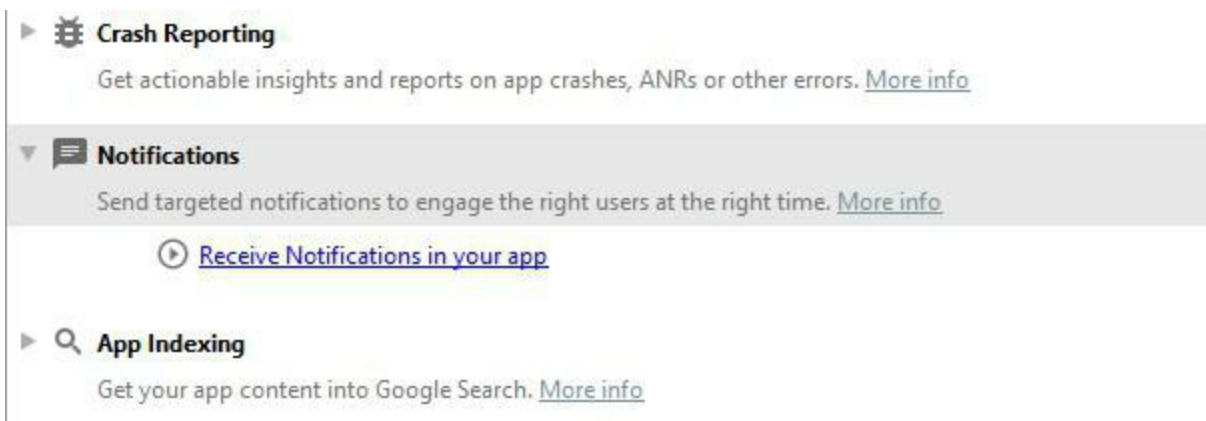 Crash Reporting
Get actionable insights and reports on app crashes, ANRs or other errors. More info
Notifications
Send targeted notifications to engage the right users at the right time. More info
Receive Notifications in your app
App Indexing
Get your app content into Google Search. More info